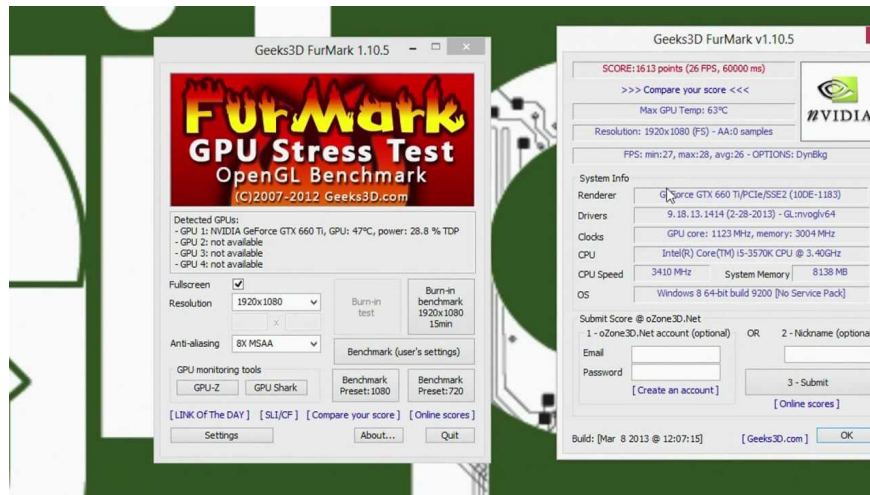 Geeks3D FurMark 1.10.5
FurMark
GPU Stress Test
OpenGL Benchmark
(C)2007-2012 Geeks3D.com
Detected GPUs:
- GPU 1: NVIDIA GeForce GTX 660 Ti, GPU: 47°C, power: 28.8 % TDP
- GPU 2: not available
- GPU 3: not available
- GPU 4: not available
Fullscreen
Resolution 1920x1080
x
Anti-aliasing 8X MSAA
Burn-in
test
Burn-in
benchmark
1920x1080
15min
Benchmark (user's settings)
GPU monitoring tools
GPU-Z GPU Shark
Benchmark
Preset:1080
Benchmark
Preset:720
[LINK Of The DAY] [SLI/CF] [Compare your score] [Online scores]
Settings About... Quit
Geeks3D FurMark v1.10.5
SCORE:1613 points (26 FPS, 60000 ms)
>>> Compare your score <<<
Max GPU Temp: 63°C
Resolution: 1920x1080 (FS) - AA:0 samples
NVIDIA
FPS: min:27, max:28, avg:26 - OPTIONS: DynBkg
System Info
Renderer GeForce GTX 660 Ti/PCIe/SSE2 (10DE-1183)
Drivers 9.18.13.1414 (2-28-2013) - GL:nvoglv64
Clocks GPU core: 1123 MHz, memory: 3004 MHz
CPU Intel(R) Core(TM) i5-3570K CPU @ 3.40GHz
CPU Speed 3410 MHz System Memory 8138 MB
OS Windows 8 64-bit build 9200 [No Service Pack]
Submit Score @ oZone3D.Net
1 - oZone3D.Net account (optional) OR 2 - Nickname (optional
Email
Password
[Create an account]
3 - Submit
[Online scores]
Build: [Mar 8 2013 @ 12:07:15] [Geeks3D.com] OK